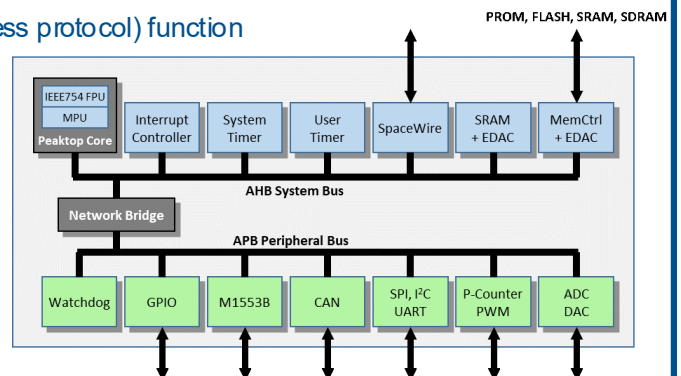 ess protocol) function
PROM, FLASH, SRAM, SDRAM
IEEE754 FPU
MPU
Peaktop Core
Interrupt
Controller
System
Timer
User
Timer
SpaceWire
SRAM
+ EDAC
MemCtrl
+ EDAC
AHB System Bus
Network Bridge
APB Peripheral Bus
Watchdog
GPIO
M1553B
CAN
SPI, I²C
UART
P-Counter
PWM
ADC
DAC